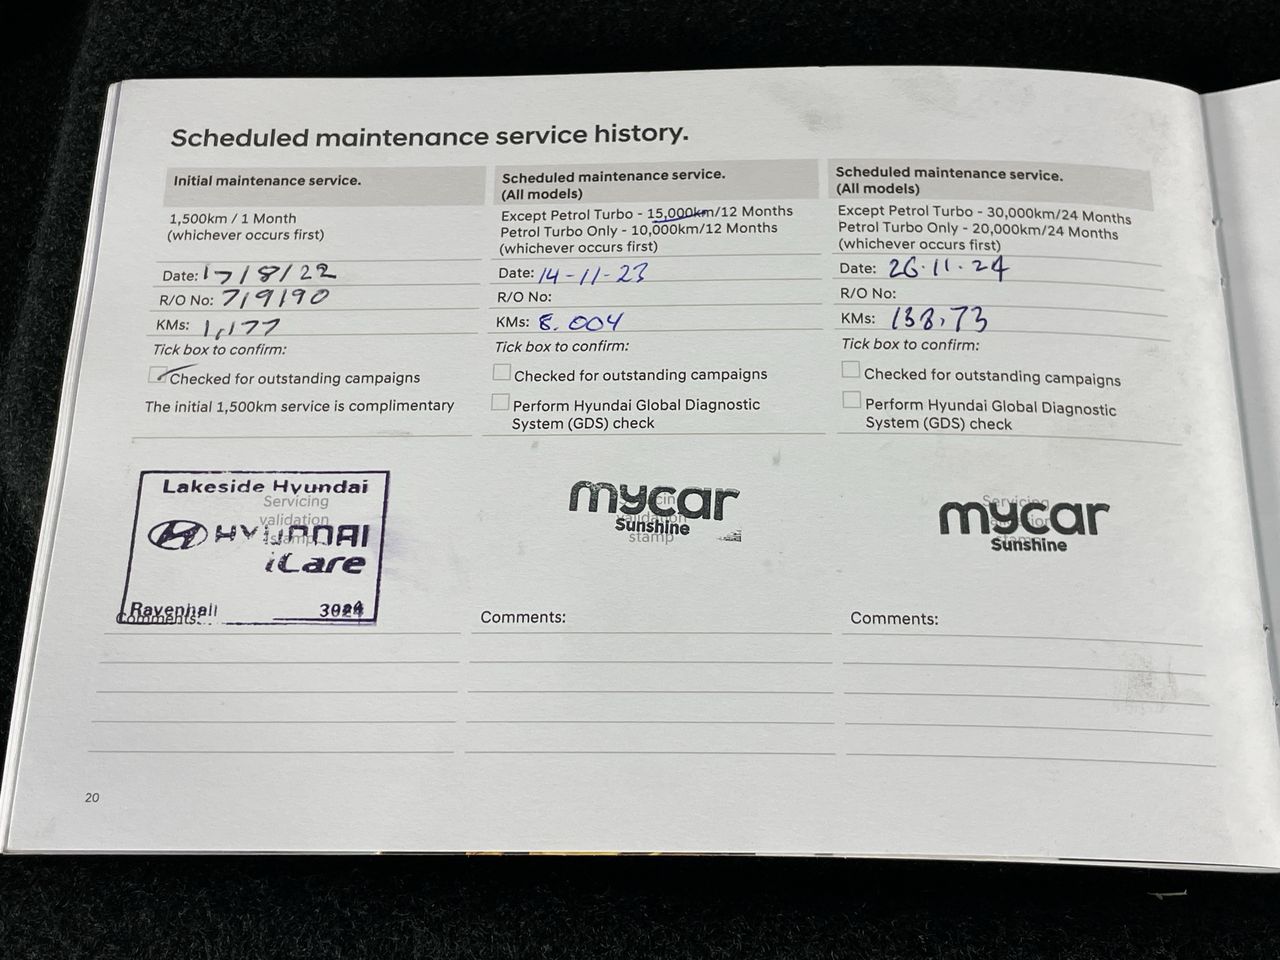 Scheduled maintenance service history.
Initial maintenance service.
1,500km / 1 Month
(whichever occurs first)
Date: 17/8/22
R/O No: 719190
KMs: 1,177
Tick box to confirm:
Checked for outstanding campaigns
The initial 1,500km service is complimentary
Lakeside Hyundai
Servicing
validation
stamp
HYUNDAI
iCare
Ravenhall
Comments:
Scheduled maintenance service.
(All models)
Except Petrol Turbo - 15,000km/12 Months
Petrol Turbo Only - 10,000km/12 Months
(whichever occurs first)
Date: 14-11-23
R/O No:
KMs: 8.004
Tick box to confirm:
Checked for outstanding campaigns
Perform Hyundai Global Diagnostic
System (GDS) check
mycar
Sunshine
stamp
Comments:
Scheduled maintenance service.
(All models)
Except Petrol Turbo - 30,000km/24 Months
Petrol Turbo Only - 20,000km/24 Months
(whichever occurs first)
Date: 26.11.24
R/O No:
KMs: 138,73
Tick box to confirm:
Checked for outstanding campaigns
Perform Hyundai Global Diagnostic
System (GDS) check
Servicing
mycar
Sunshine
Comments:
20